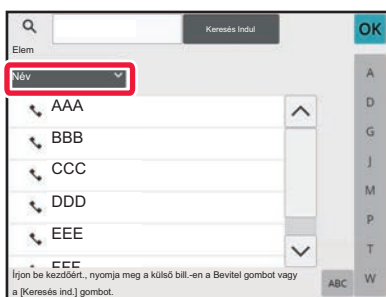 Keresés Indul
OK
Elem
Név
A
AAA
D
BBB
G
CCC
J
DDD
M
EEE
P
FFF
T
Írjon be kezdőért., nyomja meg a külső bill.-en a Bevitel gombot vagy
a [Keresés ind.] gombot.
ABC
W